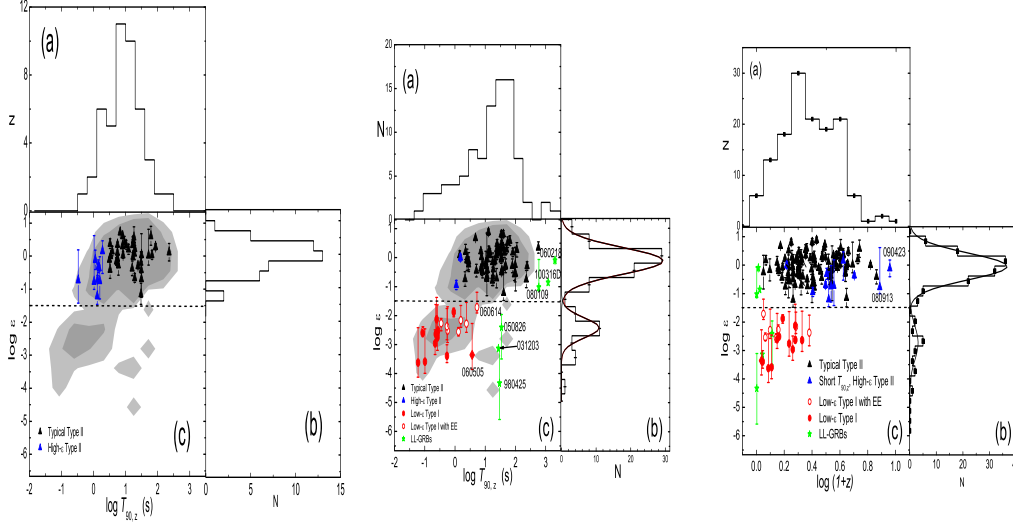 12
8
4
0
N
(a)
1
0
-1
-2
-3
-4
-5
-6
log ε
Typical Type II
High-ε Type II
(c)
(b)
-2 -1 0 1 2 3
log T90, z (s)
0 5 10 15
N
20
15
10
5
0
N
(a)
1
0
-1
-2
-3
-4
-5
-6
log ε
060218
100316D
080109
060614
050826
031203
060505
980425
Typical Type II
High-ε Type II
Low-ε Type I
Low-ε Type I with EE
LL-GRBs
(c)
(b)
-2 -1 0 1 2 3
log T90, z (s)
0 10 20 30
N
30
20
10
0
N
(a)
1
0
-1
-2
-3
-4
-5
-6
log ε
090423
080913
Typical Type II
Short T90,z, High-ε Type II
Low-ε Type I with EE
Low-ε Type I
LL-GRBs
(c)
(b)
0.0 0.2 0.4 0.6 0.8 1.0
log (1+z)
0 10 20 30
N